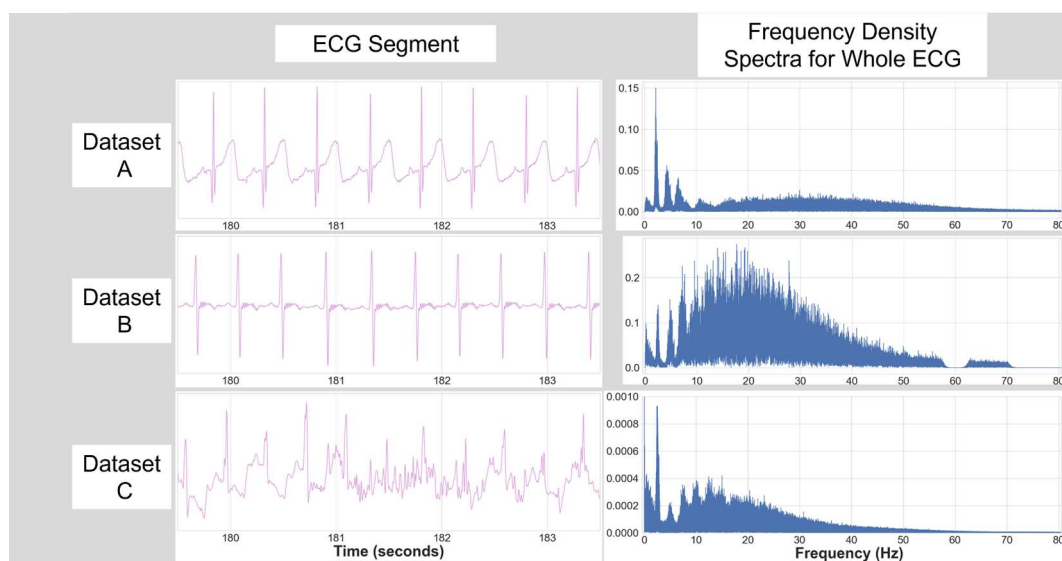 ECG Segment
Frequency Density
Spectra for Whole ECG
Dataset
A
180 181 182 183
0.15
0.10
0.05
0.00
0 10 20 30 40 50 60 70 80
Dataset
B
180 181 182 183
0.2
0.1
0.0
0 10 20 30 40 50 60 70 80
Dataset
C
180 181 182 183
Time (seconds)
0.0010
0.0008
0.0006
0.0004
0.0002
0.0000
0 10 20 30 40 50 60 70 80
Frequency (Hz)